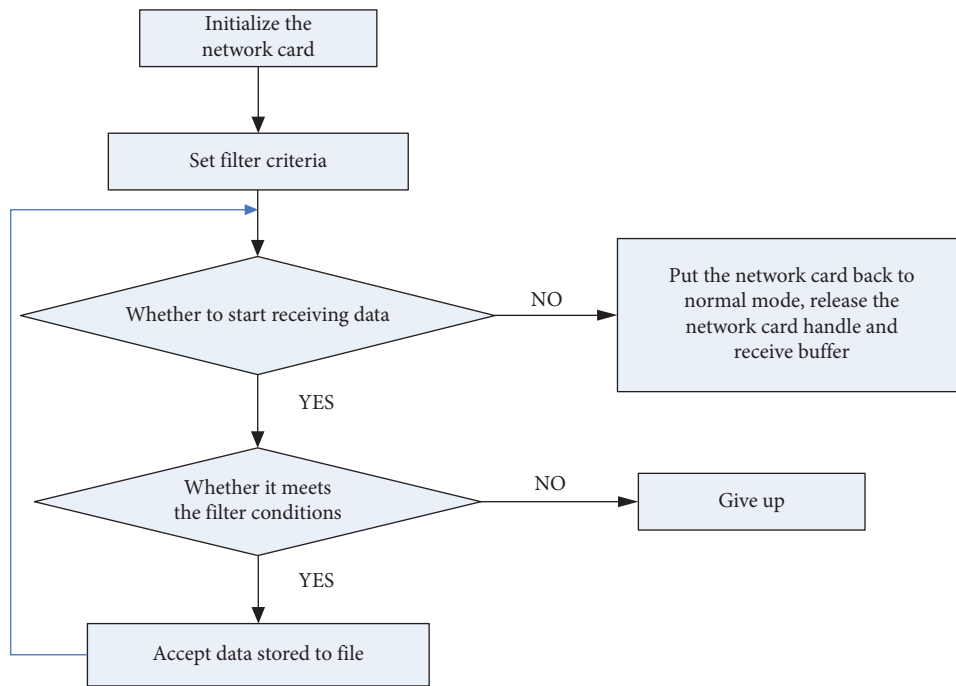 Initialize the
network card
Set filter criteria
Whether to start receiving data
NO
Put the network card back to
normal mode, release the
network card handle and
receive buffer
YES
Whether it meets
the filter conditions
NO
Give up
YES
Accept data stored to file